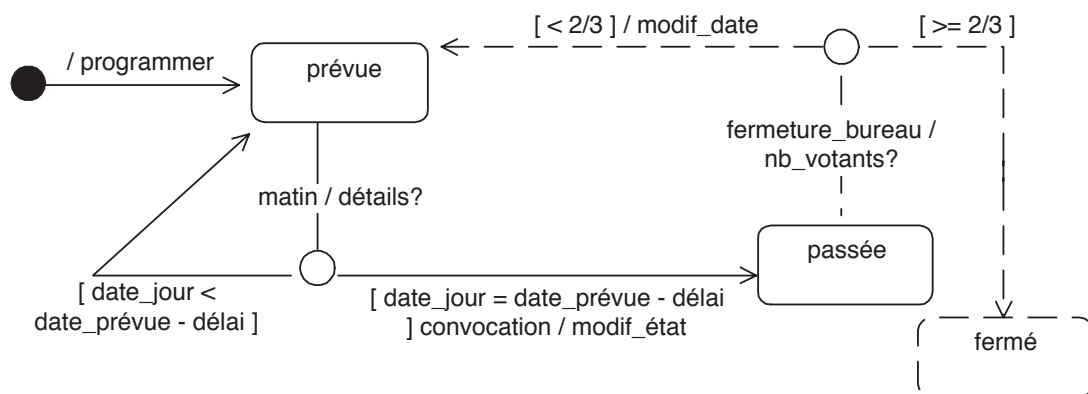 [ < 2/3 ] / modif_date
[ >= 2/3 ]
/ programmer
prévue
fermeture_bureau /
nb_votants?
matin / détails?
passée
[ date_jour <
date_prévue - délai ]
[ date_jour = date_prévue - délai
] convocation / modif_état
fermé